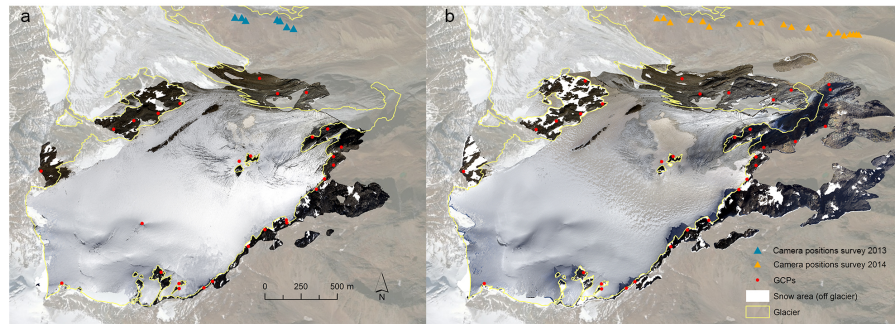 a
b
0
250
500 m
N
Camera positions survey 2013
Camera positions survey 2014
GCPs
Snow area (off glacier)
Glacier